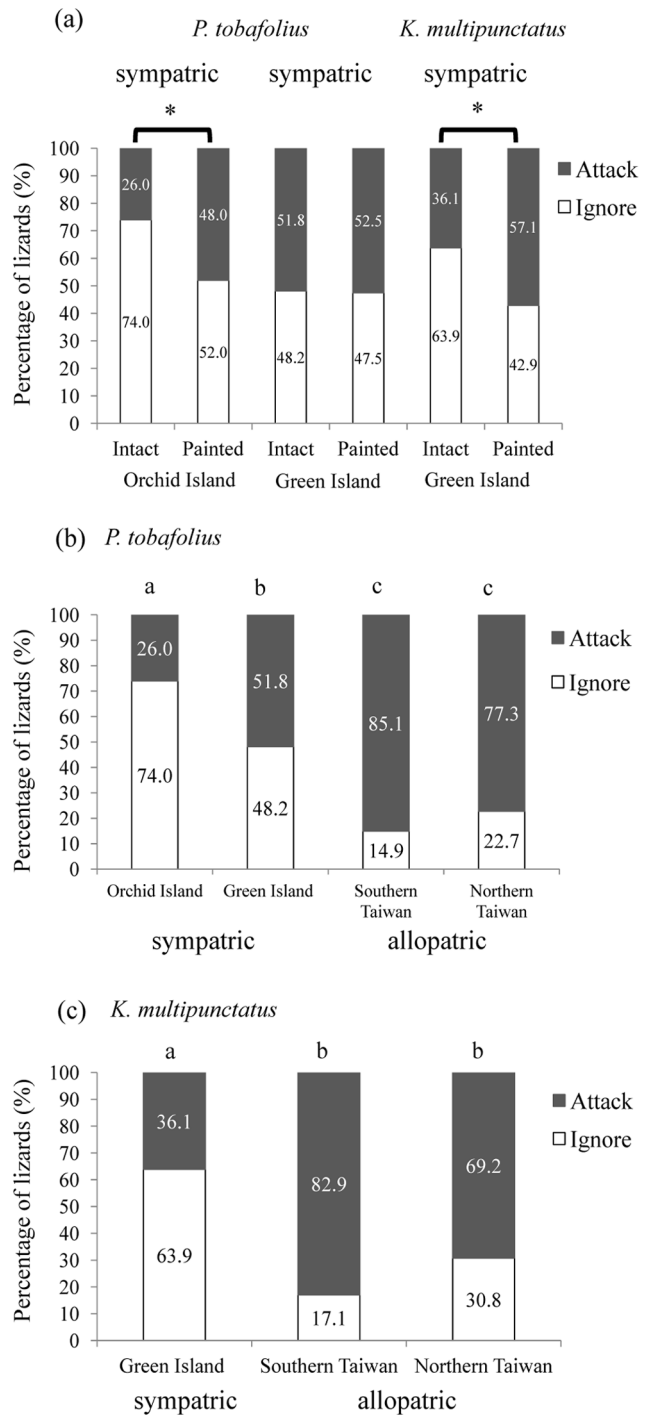 (a)
P. tobafolius K. multipunctatus
sympatric sympatric sympatric
* *
Percentage of lizards (%)
100
90
80
70
60
50
40
30
20
10
0
26.0 48.0 51.8 52.5 36.1 57.1
74.0 52.0 48.2 47.5 63.9 42.9
Attack
Ignore
Intact Painted Intact Painted Intact Painted
Orchid Island Green Island Green Island
(b) P. tobafolius
a b c c
Percentage of lizards (%)
100
90
80
70
60
50
40
30
20
10
0
26.0 51.8 85.1 77.3
74.0 48.2 14.9 22.7
Attack
Ignore
Orchid Island Green Island Southern Northern
Taiwan Taiwan
sympatric allopatric
(c) K. multipunctatus
a b b
Percentage of lizards (%)
100
90
80
70
60
50
40
30
20
10
0
36.1 82.9 69.2
63.9 17.1 30.8
Attack
Ignore
Green Island Southern Taiwan Northern Taiwan
sympatric allopatric